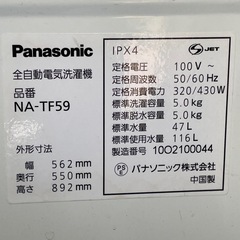 Panasonic
全自動電気洗濯機
品番
NA-TF59
外形寸法
幅 562mm
奥行 550mm
高さ 892mm
IPX4
S JET
定格電圧 100V~
定格周波数 50/60Hz
定格消費電力 320/430W
標準洗濯容量 5.0kg
標準脱水容量 5.0kg
標準水量 47L
標準使用水量 116L
製造番号 1002100044
パナソニック株式会社
中国製